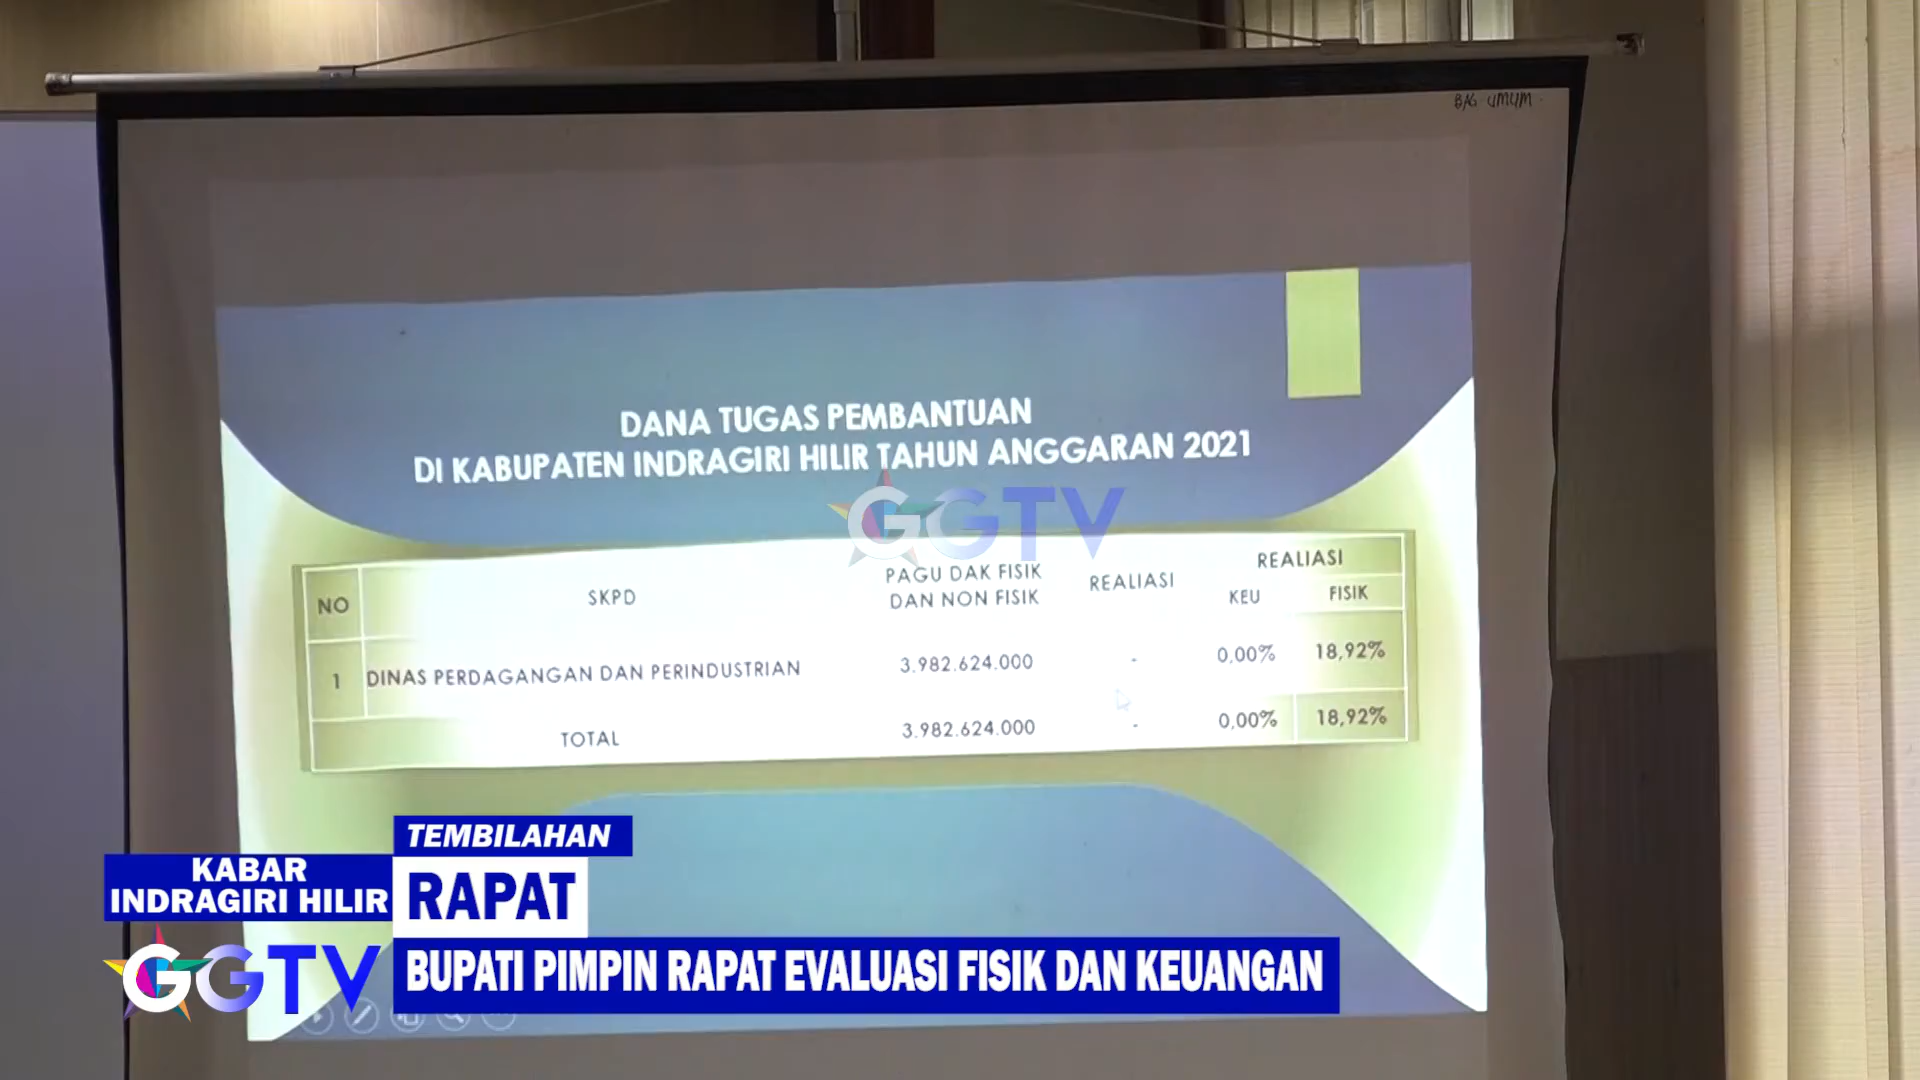 BAG UMUM
DANA TUGAS PEMBANTUAN
DI KABUPATEN INDRAGIRI HILIR TAHUN ANGGARAN 2021
GGTV
NO
SKPD
PAGU DAK FISIK
DAN NON FISIK
REALIASI
REALIASI
KEU
FISIK
1
DINAS PERDAGANGAN DAN PERINDUSTRIAN
3.982.624.000
-
0,00%
18,92%
TOTAL
3.982.624.000
-
0,00%
18,92%
TEMBILAHAN
KABAR
INDRAGIRI HILIR
RAPAT
GGTV
BUPATI PIMPIN RAPAT EVALUASI FISIK DAN KEUANGAN